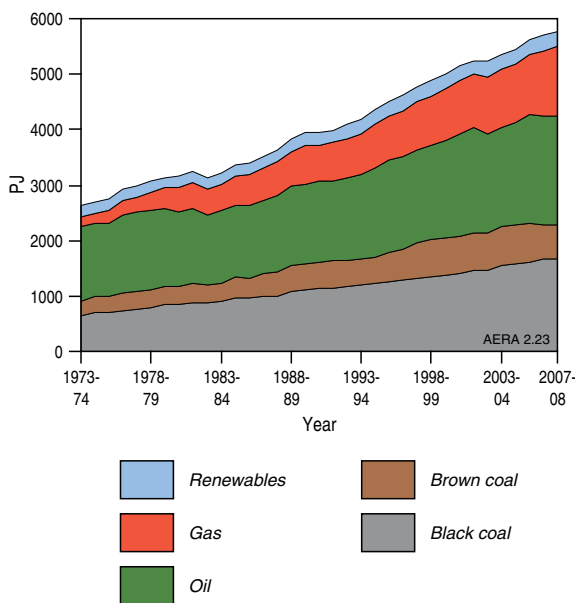 6000
5000
4000
3000
2000
1000
0
PJ
AERA 2.23
1973-
74
1978-
79
1983-
84
1988-
89
1993-
94
1998-
99
2003-
04
2007-
08
Year
Renewables
Brown coal
Gas
Black coal
Oil